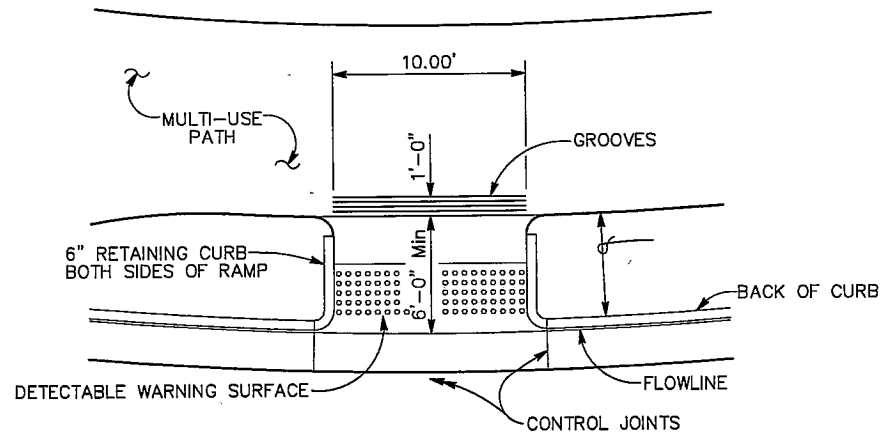 10.00'
MULTI-USE
PATH
1'-0"
GROOVES
6" RETAINING CURB
BOTH SIDES OF RAMP
6'-0" Min
BACK OF CURB
DETECTABLE WARNING SURFACE
FLOWLINE
CONTROL JOINTS